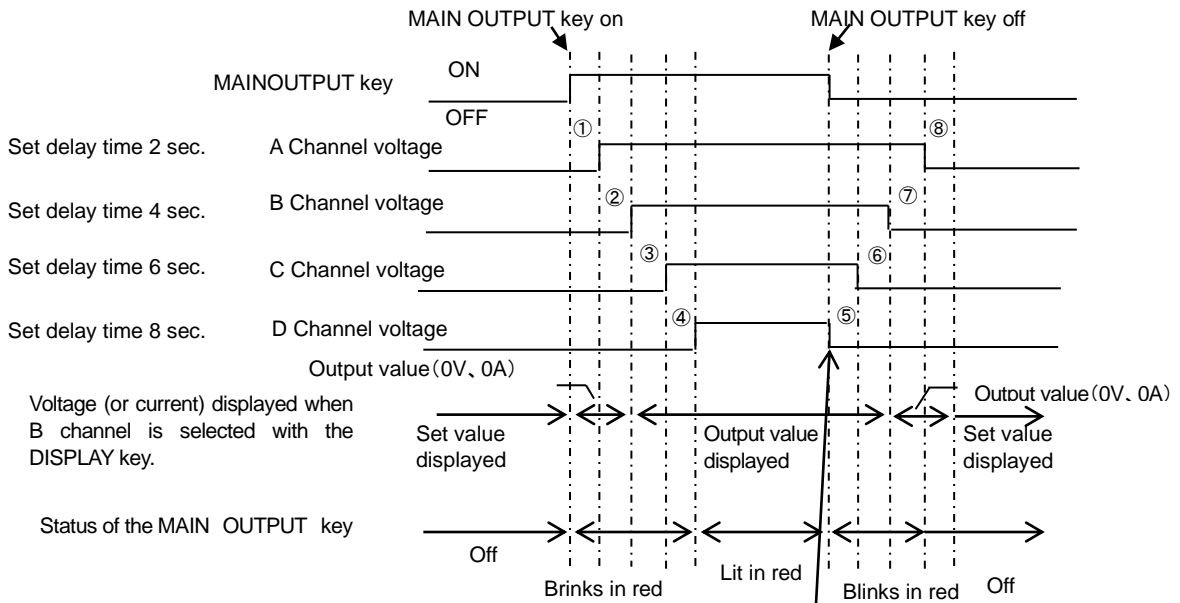 MAIN OUTPUT key on
MAIN OUTPUT key off
MAINOUTPUT key
ON
OFF
① ⑧
Set delay time 2 sec.
A Channel voltage
② ⑦
Set delay time 4 sec.
B Channel voltage
③ ⑥
Set delay time 6 sec.
C Channel voltage
④ ⑤
Set delay time 8 sec.
D Channel voltage
Output value(0V、0A)
Output value(0V、0A)
Voltage (or current) displayed when
B channel is selected with the
DISPLAY key.
Set value
displayed
Output value
displayed
Set value
displayed
Status of the MAIN OUTPUT key
Off
Brinks in red
Lit in red
Blinks in red
Off